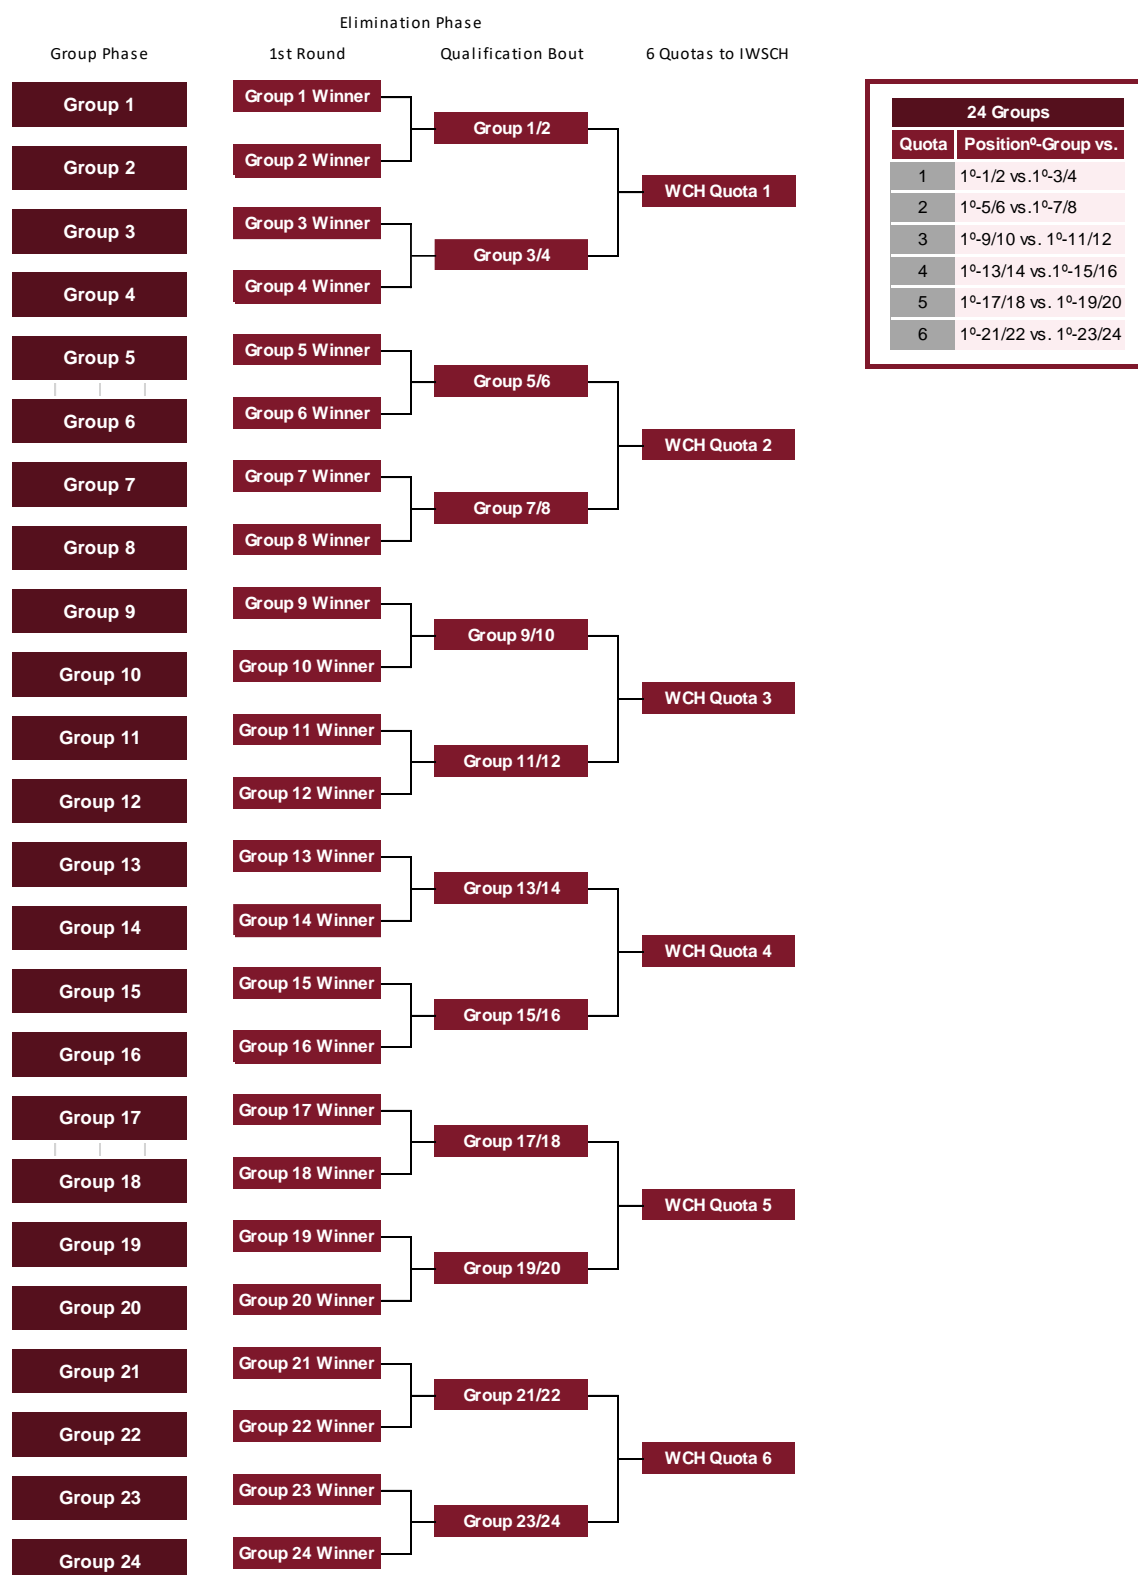 Elimination Phase
Group Phase
1st Round
Qualification Bout
6 Quotas to IWSCH
Group 1
Group 2
Group 3
Group 4
Group 5
Group 6
Group 7
Group 8
Group 9
Group 10
Group 11
Group 12
Group 13
Group 14
Group 15
Group 16
Group 17
Group 18
Group 19
Group 20
Group 21
Group 22
Group 23
Group 24
Group 1 Winner
Group 2 Winner
Group 3 Winner
Group 4 Winner
Group 5 Winner
Group 6 Winner
Group 7 Winner
Group 8 Winner
Group 9 Winner
Group 10 Winner
Group 11 Winner
Group 12 Winner
Group 13 Winner
Group 14 Winner
Group 15 Winner
Group 16 Winner
Group 17 Winner
Group 18 Winner
Group 19 Winner
Group 20 Winner
Group 21 Winner
Group 22 Winner
Group 23 Winner
Group 24 Winner
Group 1/2
Group 3/4
Group 5/6
Group 7/8
Group 9/10
Group 11/12
Group 13/14
Group 15/16
Group 17/18
Group 19/20
Group 21/22
Group 23/24
WCH Quota 1
WCH Quota 2
WCH Quota 3
WCH Quota 4
WCH Quota 5
WCH Quota 6
24 Groups
Quota Positionº-Group vs.
1 1º-1/2 vs.1º-3/4
2 1º-5/6 vs.1º-7/8
3 1º-9/10 vs. 1º-11/12
4 1º-13/14 vs.1º-15/16
5 1º-17/18 vs. 1º-19/20
6 1º-21/22 vs. 1º-23/24